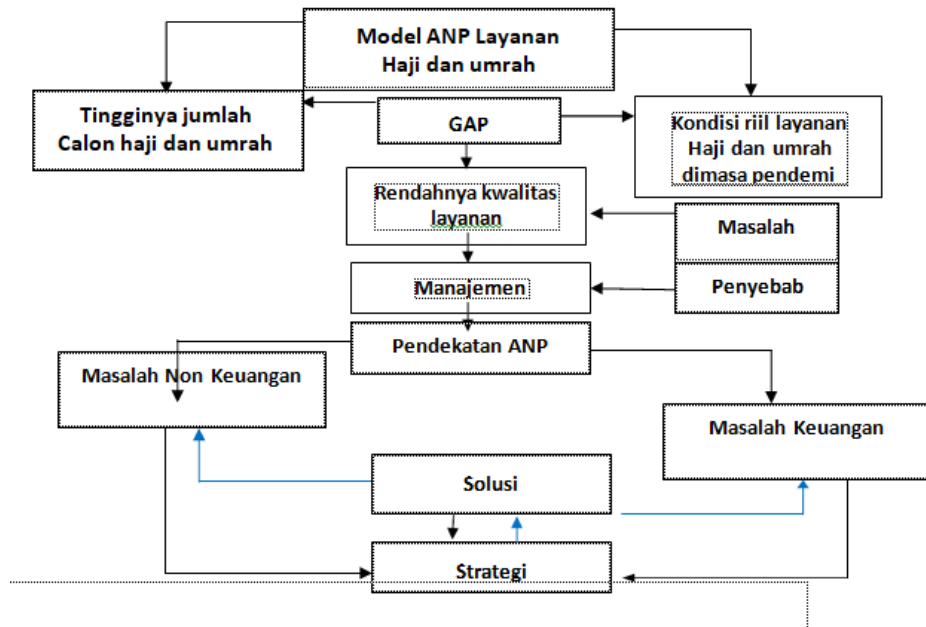 Model ANP Layanan
Haji dan umrah
Tingginya jumlah
Calon haji dan umrah
GAP
Kondisi riil layanan
Haji dan umrah
dimasa pendemi
Rendahnya kwalitas
layanan
Masalah
Manajemen
Penyebab
Pendekatan ANP
Masalah Non Keuangan
Masalah Keuangan
Solusi
Strategi